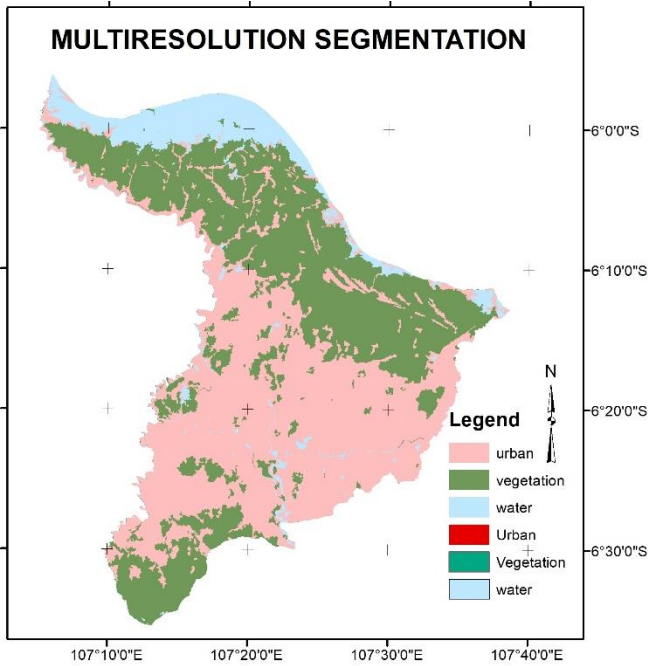 MULTIRESOLUTION SEGMENTATION
6°0'0"S
6°10'0"S
N
6°20'0"S
Legend
urban
vegetation
water
Urban
Vegetation
water
6°30'0"S
107°10'0"E 107°20'0"E 107°30'0"E 107°40'0"E